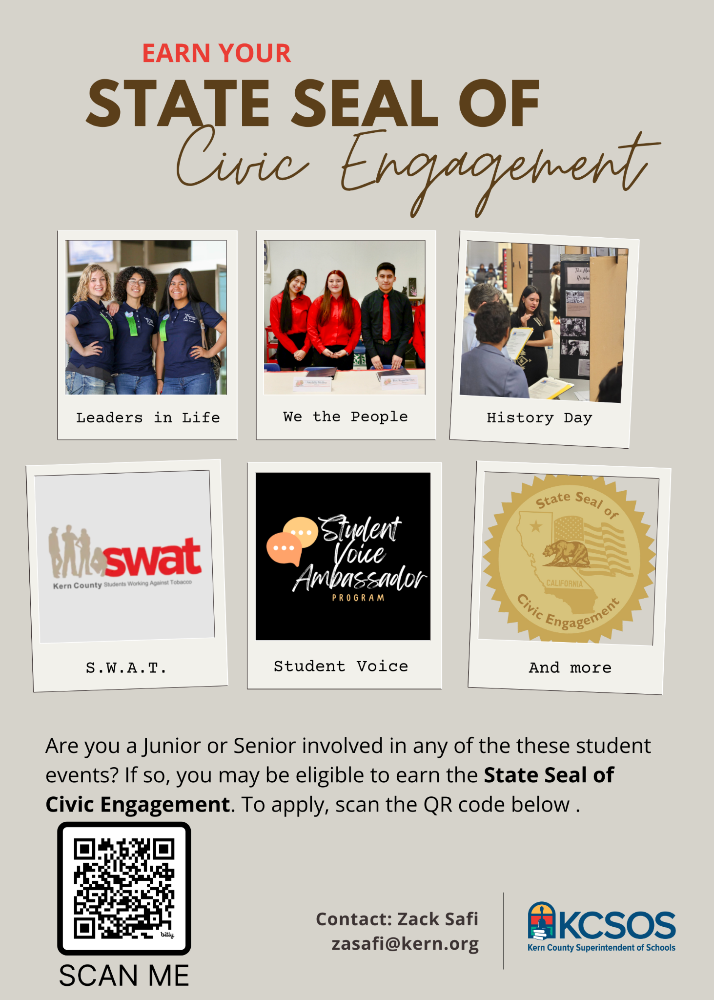 EARN YOUR
STATE SEAL OF
Civic Engagement
The Me
Revolu
Leaders in Life
We the People
History Day
swat
Kern County Students Working Against Tobacco
Student
Voice
Ambassador
PROGRAM
State Seal of
CALIFORNIA
Civic Engagement
S.W.A.T.
Student Voice
And more
Are you a Junior or Senior involved in any of the these student
events? If so, you may be eligible to earn the State Seal of
Civic Engagement. To apply, scan the QR code below .
bitly
SCAN ME
Contact: Zack Safi
zasafi@kern.org
KCSOS
Kern County Superintendent of Schools